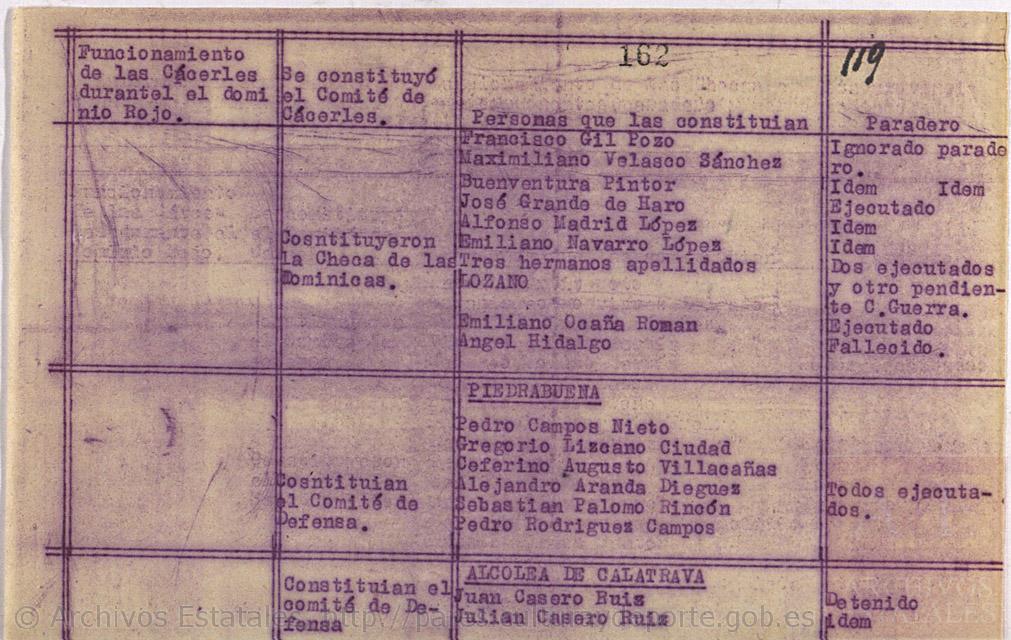 162
119
Funcionamiento
de las Cácerles
durantel el domi
nio Rojo.
Se constituyó
el Comité de
Cácerles.
Personas que las constituian
Paradero
Francisco Gil Pozo
Maximiliano Velasco Sánchez
Buenventura Pintor
José Grande de Haro
Alfonso Madrid López
Emiliano Navarro López
Tres hermanos apellidados
LOZANO
Emiliano Ocaña Roman
Angel Hidalgo
Cosntituyeron
la Checa de las
Dominicas.
Ignorado parade
ro.
Idem Idem
Ejecutado
Idem
Idem
Dos ejecutados
y otro pendien-
te C.Guerra.
Ejecutado
Fallecido.
PIEDRABUENA
Cosntituian
el Comité de
Defensa.
Pedro Campos Nieto
Gregorio Lizcano Ciudad
Ceferino Augusto Villacañas
Alejandro Aranda Dieguez
Sebastian Palomo Rincón
Pedro Rodriguez Campos
Todos ejecuta-
dos.
ALCOLEA DE CALATRAVA
Constituian el
comité de De-
fensa
Juan Casero Ruiz
Julian Casero Ruiz
Detenido
idem
© Archivos Estatales